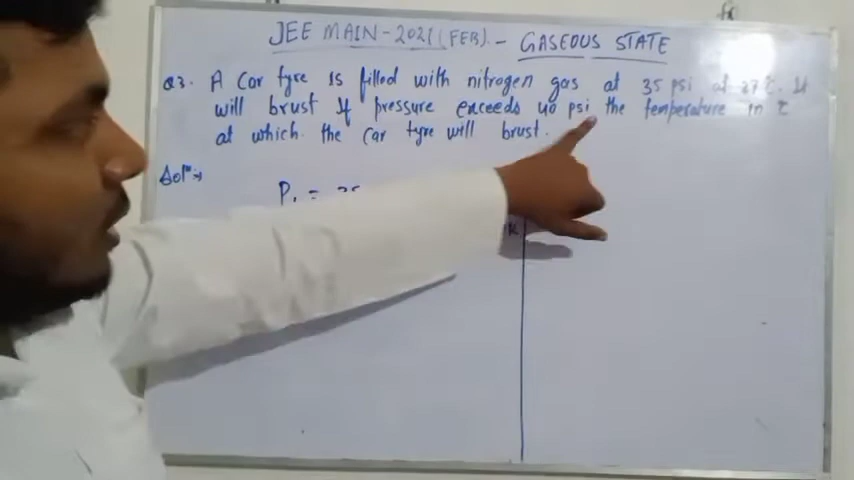 JEE MAIN-2021 (FEB). - GASEOUS STATE
Q3. A Car tyre is filled with nitrogen gas at 35 psi at 27°C. It
will brust If pressure exceeds 40 psi the temperature in °C
at which the Car tyre will brust.
Solⁿ:→
P₁ = 35
K